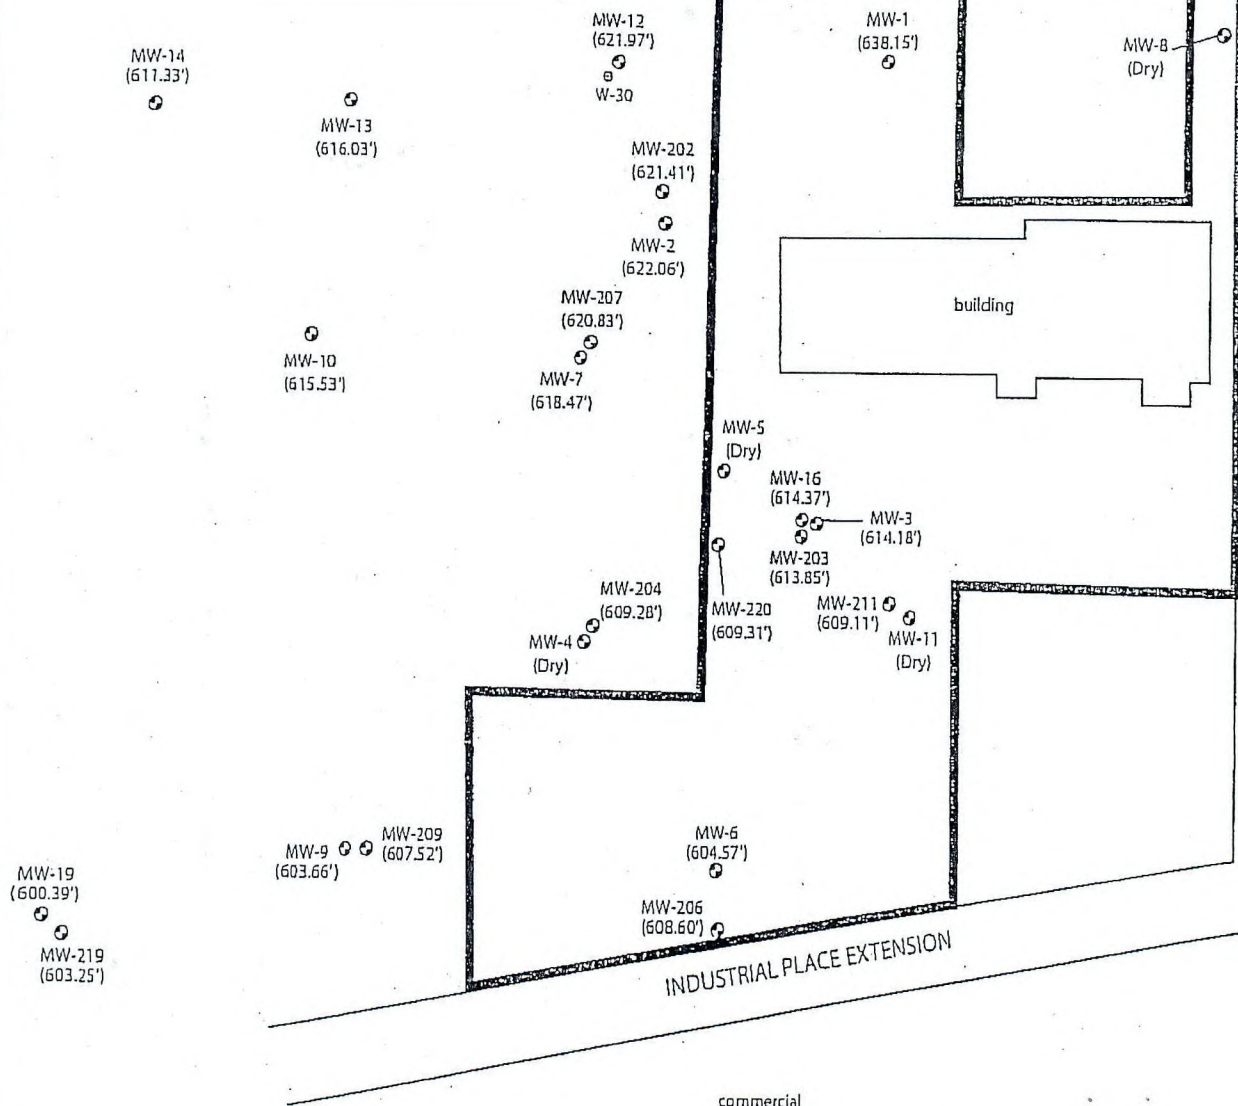 MW-12
(621.97')
W-30
MW-1
(638.15')
MW-8
(Dry)
MW-14
(611.33')
MW-13
(616.03')
MW-202
(621.41')
MW-2
(622.06')
building
MW-207
(620.83')
MW-7
(618.47')
MW-10
(615.53')
MW-5
(Dry)
MW-16
(614.37')
MW-3
(614.18')
MW-203
(613.85')
MW-204
(609.28')
MW-4
(Dry)
MW-220
(609.31')
MW-211
(609.11')
MW-11
(Dry)
MW-6
(604.57')
MW-209
(607.52')
MW-9
(603.66')
MW-19
(600.39')
MW-219
(603.25')
MW-206
(608.60')
INDUSTRIAL PLACE EXTENSION
commercial